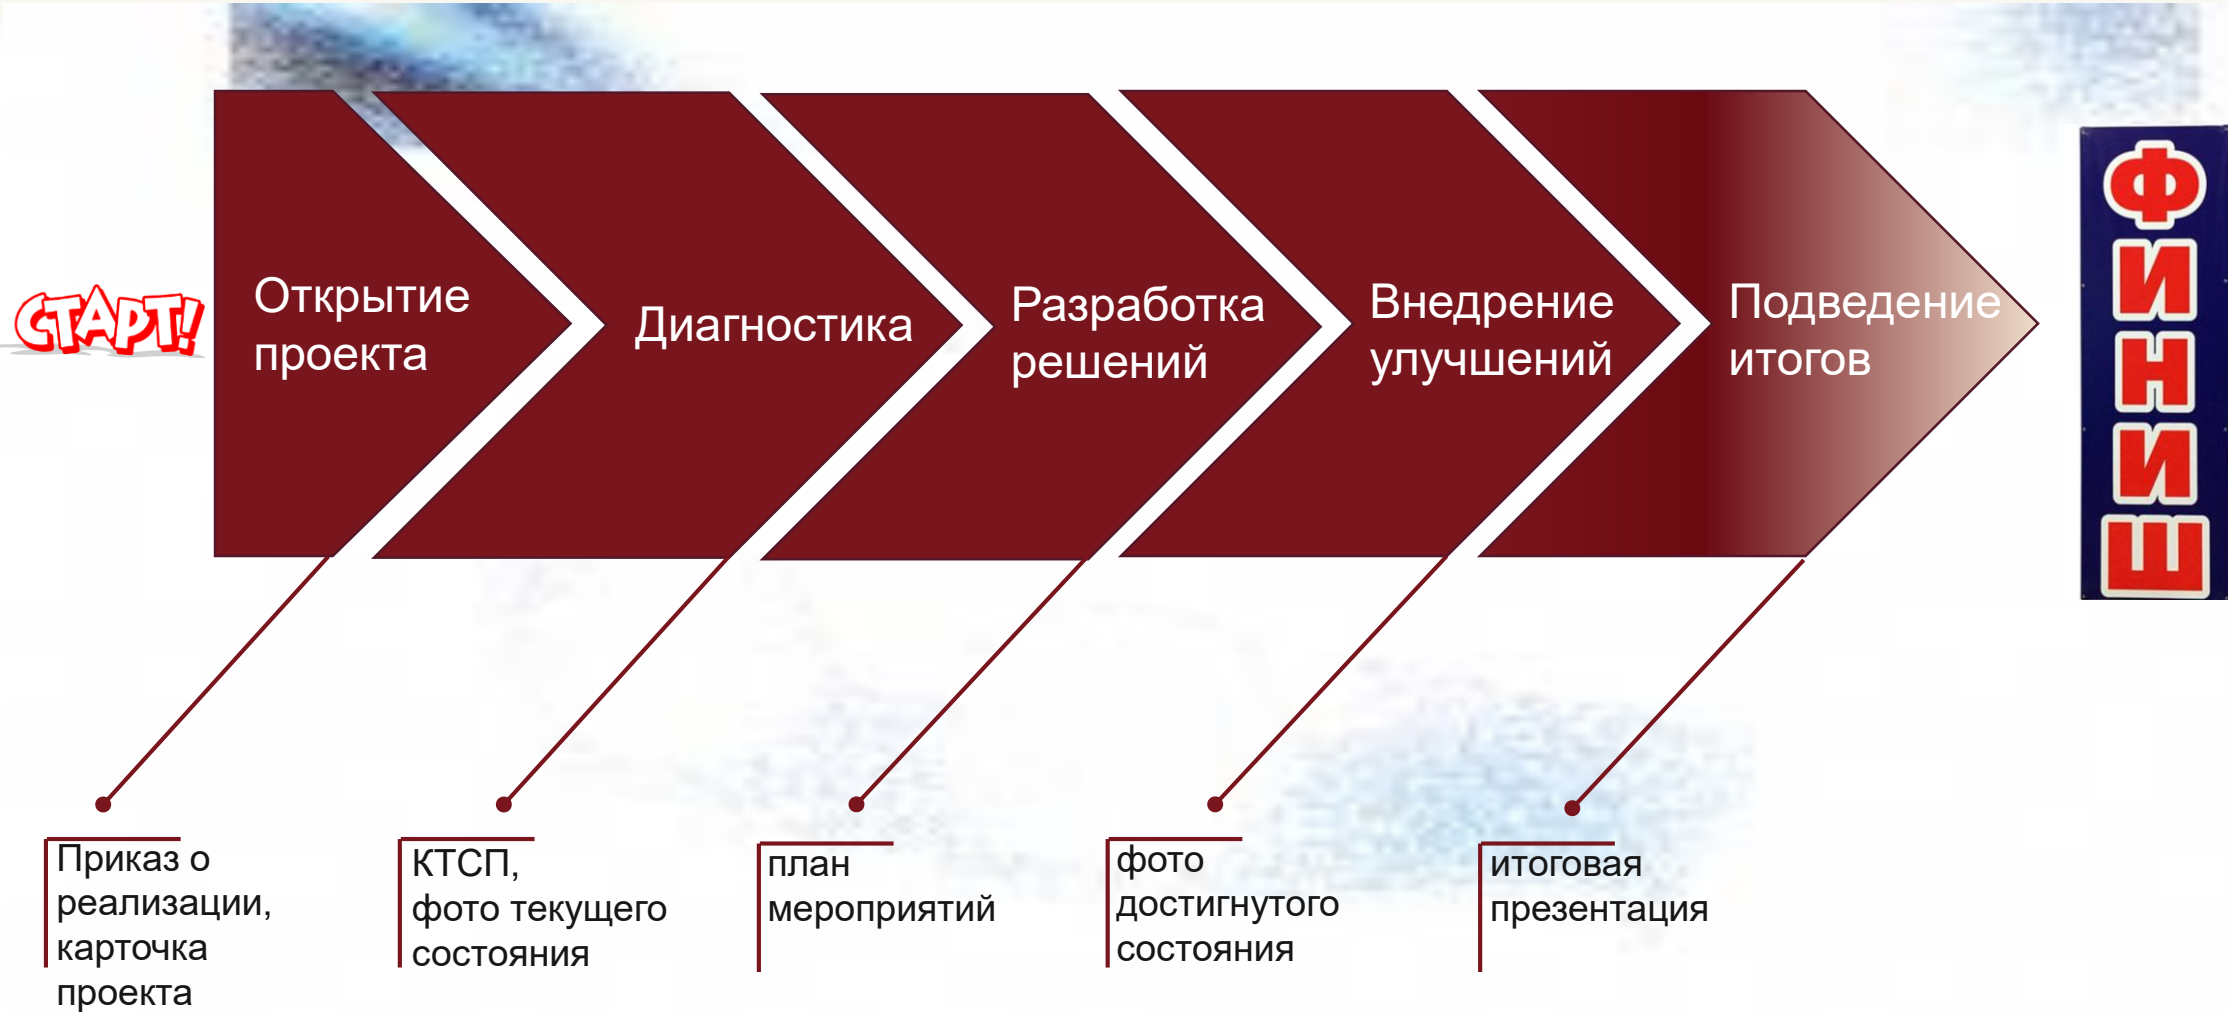 СТАРТ!
Открытие
проекта
Диагностика
Разработка
решений
Внедрение
улучшений
Подведение
итогов
ФИНИШ
Приказ о
реализации,
карточка
проекта
КТСП,
фото текущего
состояния
план
мероприятий
фото
достигнутого
состояния
итоговая
презентация